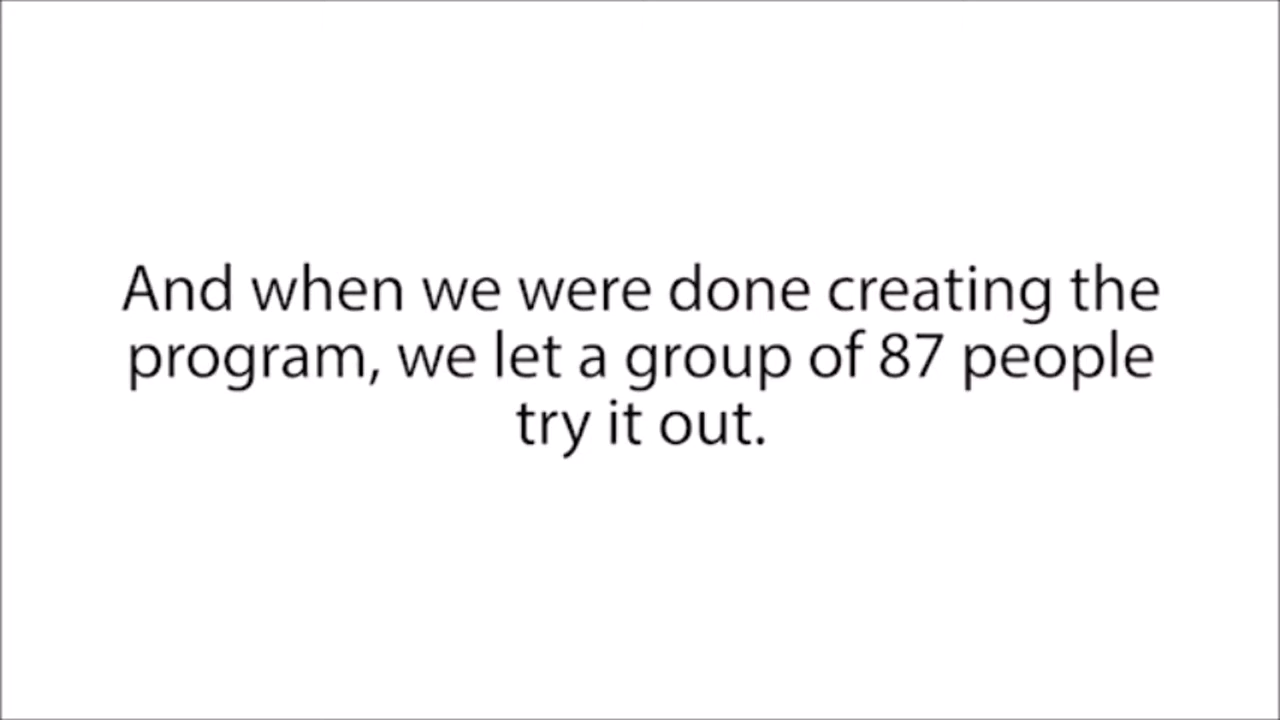 And when we were done creating the
program, we let a group of 87 people
try it out.